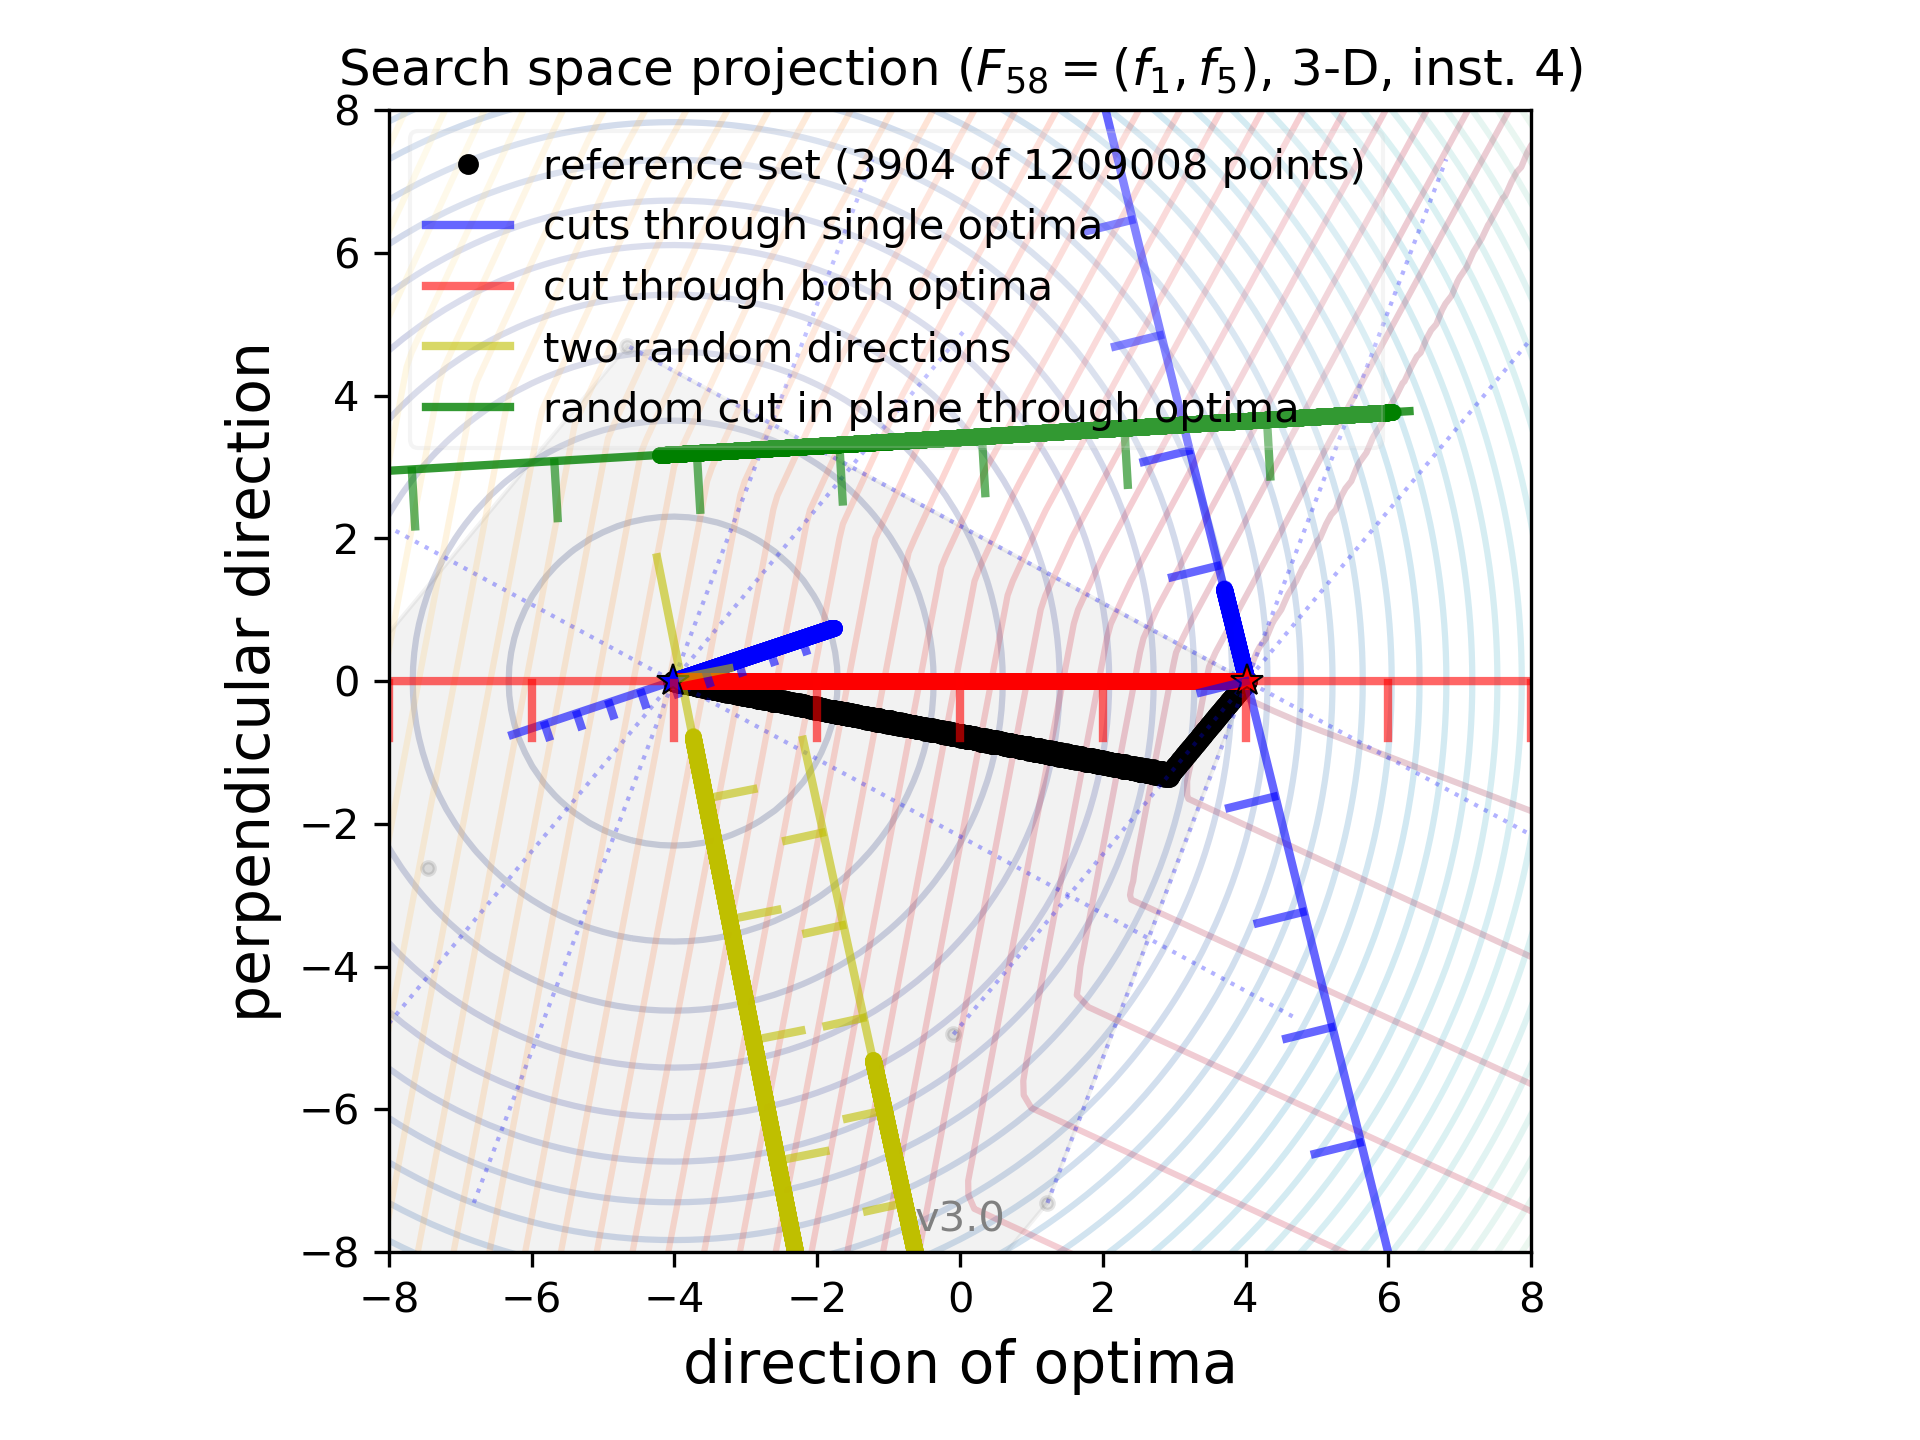 Search space projection (F₅₈ = (f₁, f₅), 3-D, inst. 4)
reference set (3904 of 1209008 points)
cuts through single optima
cut through both optima
two random directions
random cut in plane through optima
8
6
4
2
0
−2
−4
−6
−8
perpendicular direction
v3.0
−8 −6 −4 −2 0 2 4 6 8
direction of optima